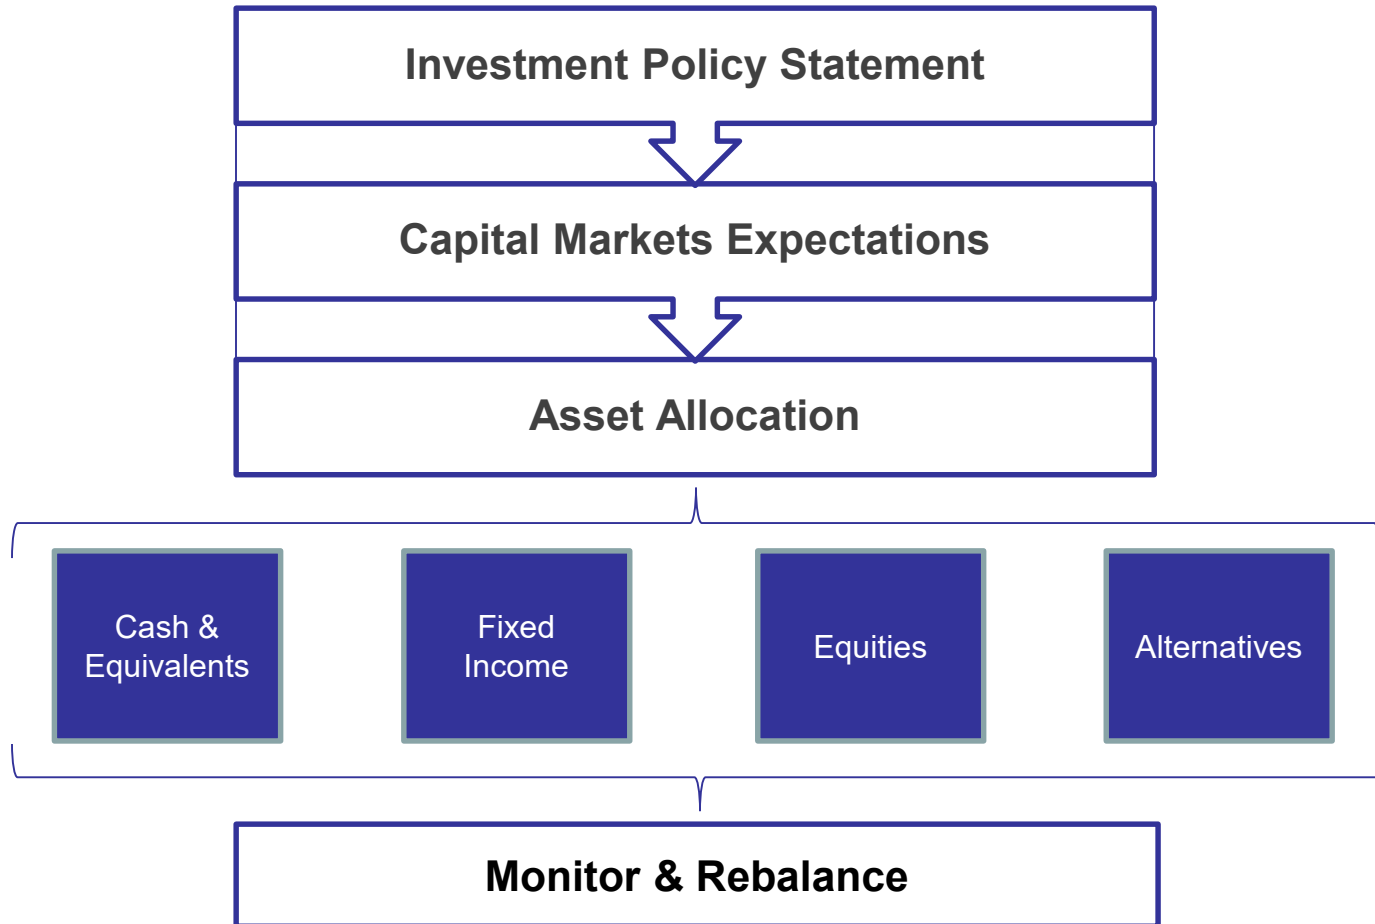 Investment Policy Statement
Capital Markets Expectations
Asset Allocation
Cash &
Equivalents
Fixed
Income
Equities
Alternatives
Monitor & Rebalance